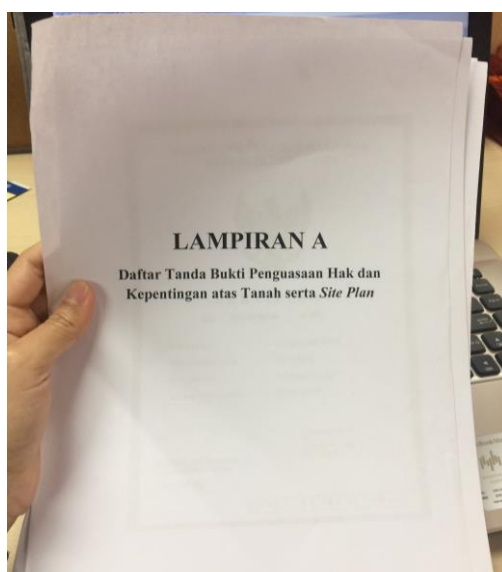 LAMPIRAN A
Daftar Tanda Bukti Penguasaan Hak dan
Kepentingan atas Tanah serta Site Plan